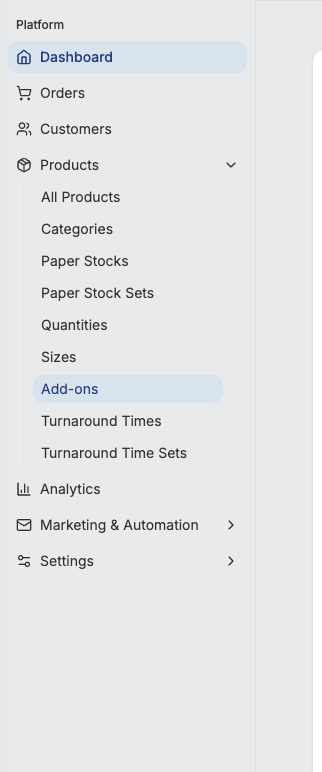 Platform
Dashboard
Orders
Customers
Products
All Products
Categories
Paper Stocks
Paper Stock Sets
Quantities
Sizes
Add-ons
Turnaround Times
Turnaround Time Sets
Analytics
Marketing & Automation
Settings